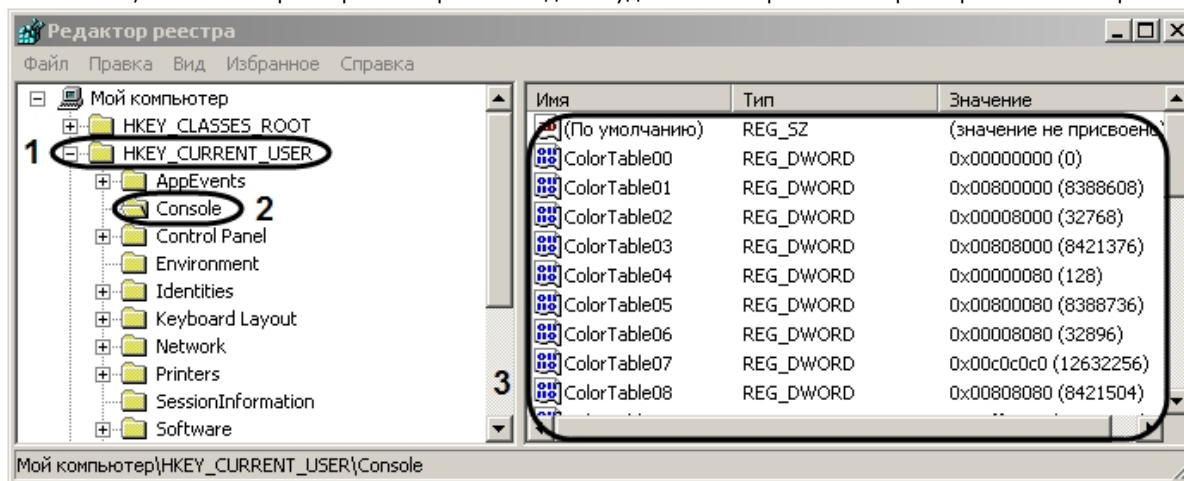 Редактор реестра
Файл Правка Вид Избранное Справка
Мой компьютер
HKEY_CLASSES_ROOT
1 HKEY_CURRENT_USER
AppEvents
Console 2
Control Panel
Environment
Identities
Keyboard Layout
Network
Printers
SessionInformation
Software
3
Имя Тип Значение
(По умолчанию) REG_SZ (значение не присвоено)
ColorTable00 REG_DWORD 0x00000000 (0)
ColorTable01 REG_DWORD 0x00800000 (8388608)
ColorTable02 REG_DWORD 0x00008000 (32768)
ColorTable03 REG_DWORD 0x00808000 (8421376)
ColorTable04 REG_DWORD 0x00000080 (128)
ColorTable05 REG_DWORD 0x00800080 (8388736)
ColorTable06 REG_DWORD 0x00008080 (32896)
ColorTable07 REG_DWORD 0x00c0c0c0 (12632256)
ColorTable08 REG_DWORD 0x00808080 (8421504)
Мой компьютер\HKEY_CURRENT_USER\Console